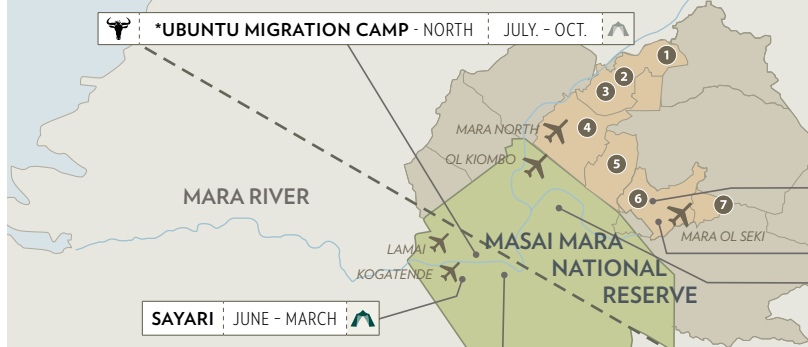 *UBUNTU MIGRATION CAMP - NORTH JULY. - OCT.
1
2
3
MARA NORTH
4
OL KIOMBO
5
MARA RIVER
6
7
MARA OL SEKI
LAMAI
MASAI MARA
NATIONAL
RESERVE
KOGATENDE
SAYARI JUNE – MARCH